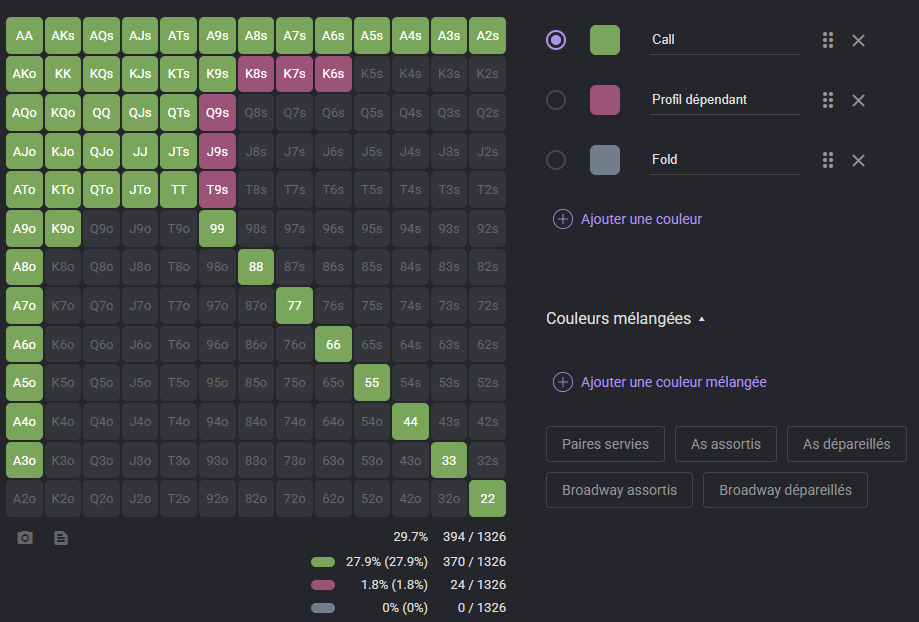 AA AKs AQs AJs ATs A9s A8s A7s A6s A5s A4s A3s A2s
AKo KK KQs KJs KTs K9s K8s K7s K6s K5s K4s K3s K2s
AQo KQo QQ QJs QTs Q9s Q8s Q7s Q6s Q5s Q4s Q3s Q2s
AJo KJo QJo JJ JTs J9s J8s J7s J6s J5s J4s J3s J2s
ATo KTo QTo JTo TT T9s T8s T7s T6s T5s T4s T3s T2s
A9o K9o Q9o J9o T9o 99 98s 97s 96s 95s 94s 93s 92s
A8o K8o Q8o J8o T8o 98o 88 87s 86s 85s 84s 83s 82s
A7o K7o Q7o J7o T7o 97o 87o 77 76s 75s 74s 73s 72s
A6o K6o Q6o J6o T6o 96o 86o 76o 66 65s 64s 63s 62s
A5o K5o Q5o J5o T5o 95o 85o 75o 65o 55 54s 53s 52s
A4o K4o Q4o J4o T4o 94o 84o 74o 64o 54o 44 43s 42s
A3o K3o Q3o J3o T3o 93o 83o 73o 63o 53o 43o 33 32s
A2o K2o Q2o J2o T2o 92o 82o 72o 62o 52o 42o 32o 22
29.7% 394 / 1326
27.9% (27.9%) 370 / 1326
1.8% (1.8%) 24 / 1326
0% (0%) 0 / 1326
Call
Profil dépendant
Fold
Ajouter une couleur
Couleurs mélangées
Ajouter une couleur mélangée
Paires servies As assortis As dépareillés
Broadway assortis Broadway dépareillés